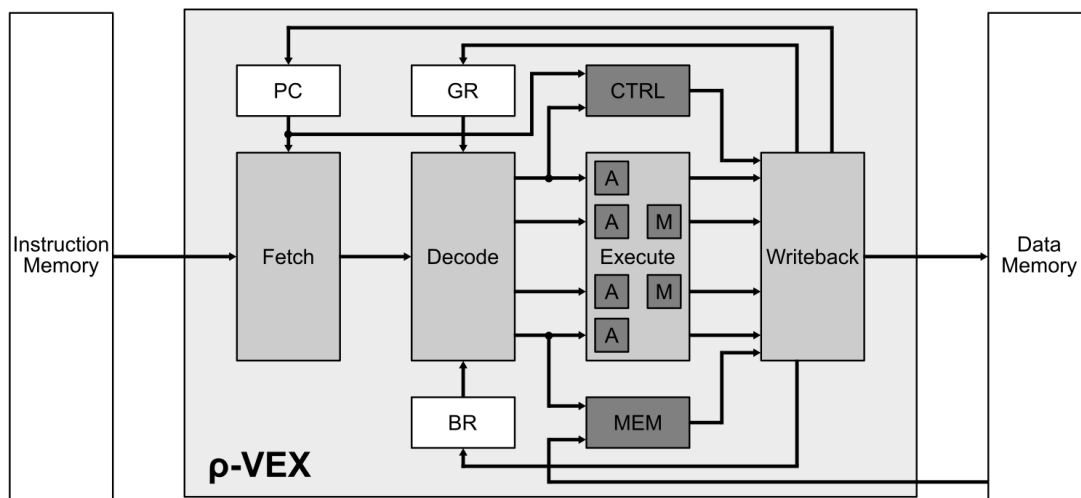 PC
GR
CTRL
A
A
M
Instruction
Memory
Fetch
Decode
Execute
Writeback
Data
Memory
A
M
A
BR
MEM
ρ-VEX